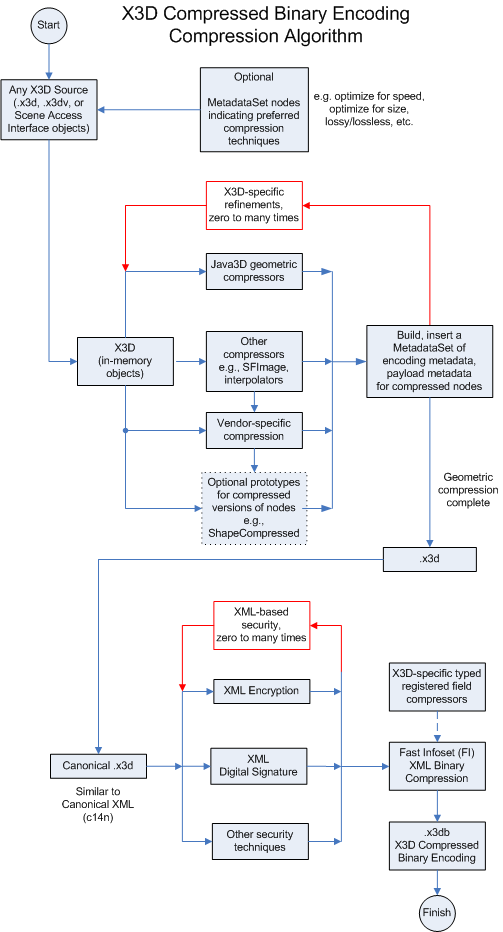 X3D Compressed Binary Encoding
Compression Algorithm
Start
Any X3D Source
(.x3d, .x3dv, or
Scene Access
Interface objects)
Optional
MetadataSet nodes
indicating preferred
compression
techniques
e.g. optimize for speed,
optimize for size,
lossy/lossless, etc.
X3D-specific
refinements,
zero to many times
Java3D geometric
compressors
X3D
(in-memory
objects)
Other
compressors
e.g., SFImage,
interpolators
Build, insert a
MetadataSet of
encoding metadata,
payload metadata
for compressed nodes
Vendor-specific
compression
Optional prototypes
for compressed
versions of nodes
e.g.,
ShapeCompressed
Geometric
compression
complete
.x3d
XML-based
security,
zero to many times
XML Encryption
X3D-specific typed
registered field
compressors
Canonical .x3d
Similar to
Canonical XML
(c14n)
XML
Digital Signature
Fast Infoset (FI)
XML Binary
Compression
Other security
techniques
.x3db
X3D Compressed
Binary Encoding
Finish